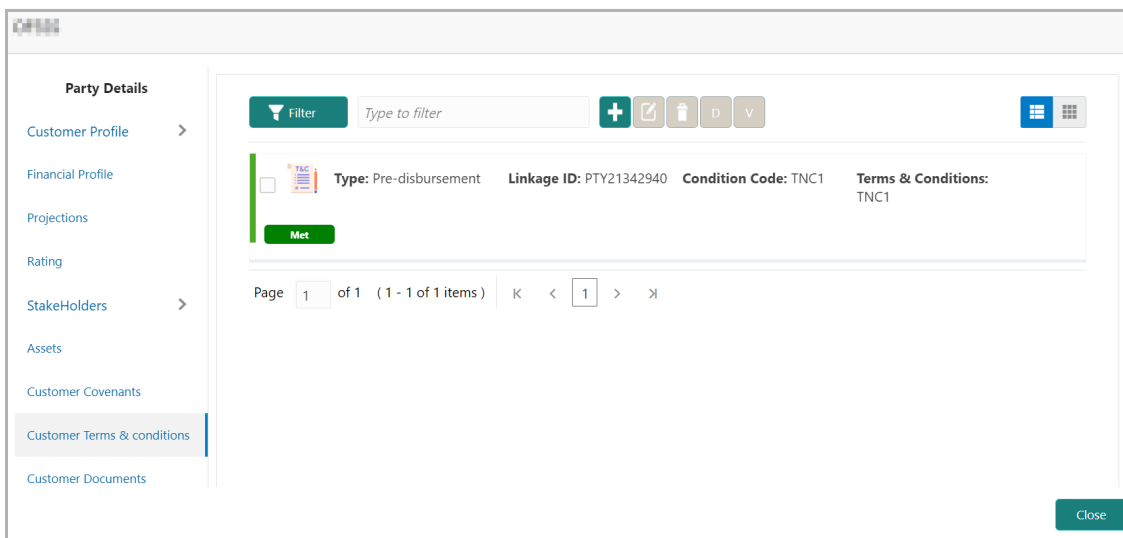 Party Details
Customer Profile
Financial Profile
Projections
Rating
StakeHolders
Assets
Customer Covenants
Customer Terms & conditions
Customer Documents
Filter
Type to filter
D
V
T&C
Type: Pre-disbursement Linkage ID: PTY21342940 Condition Code: TNC1 Terms & Conditions:
TNC1
Met
Page 1 of 1 ( 1 - 1 of 1 items ) 1
Close